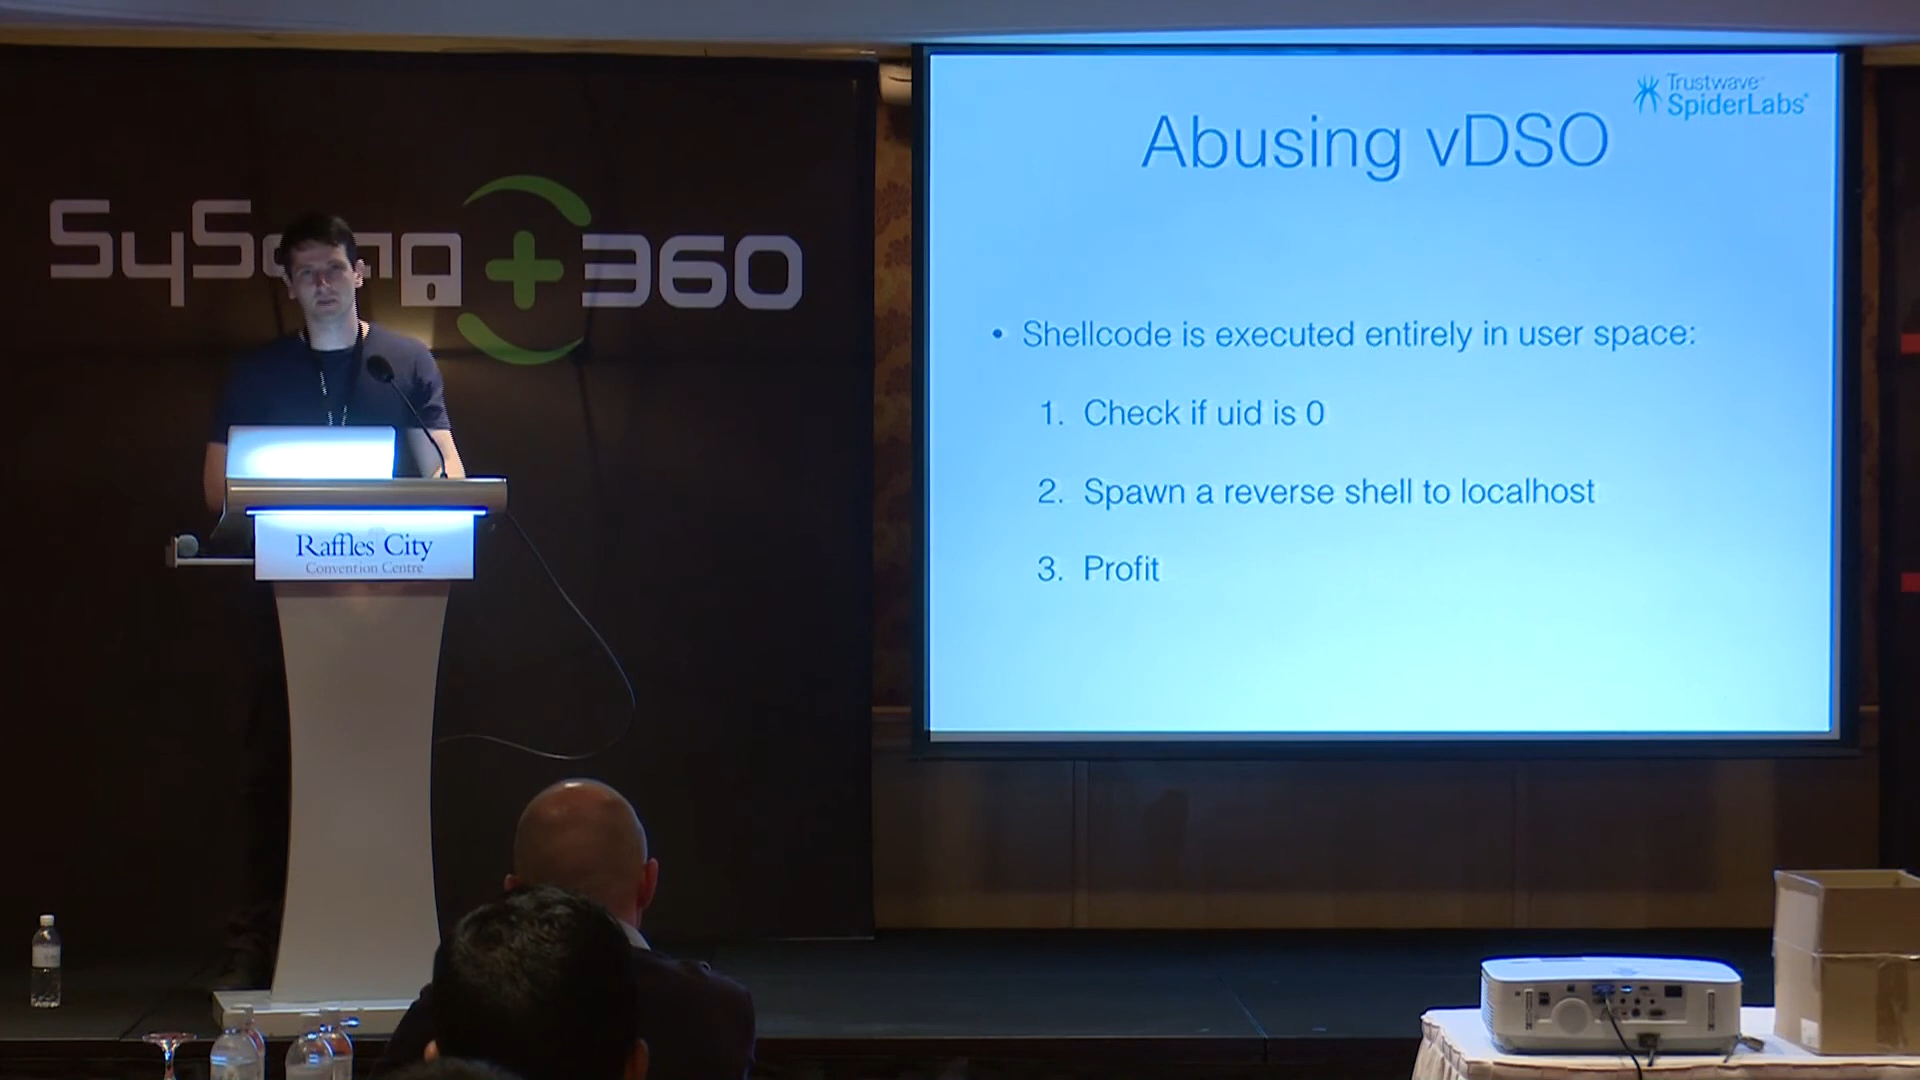 360
Trustwave®
SpiderLabs®
Abusing vDSO
• Shellcode is executed entirely in user space:
1. Check if uid is 0
2. Spawn a reverse shell to localhost
3. Profit
Raffles City
Convention Centre